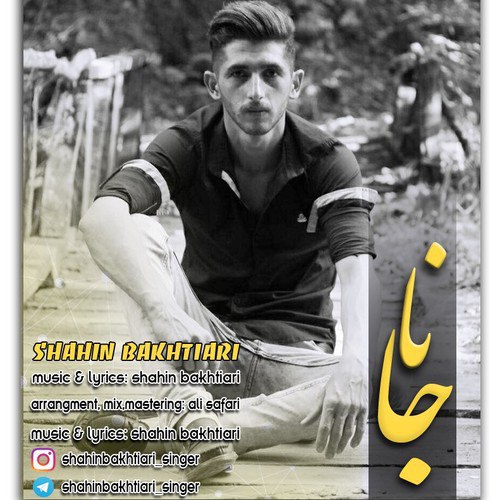 جانا
SHAHIN BAKHTIARI
music & lyrics: shahin bakhtiari
arrangment, mix,mastering: ali safari
music & lyrics: shahin bakhtiari
shahinbakhtiari_singer
shahinbakhtiari_singer